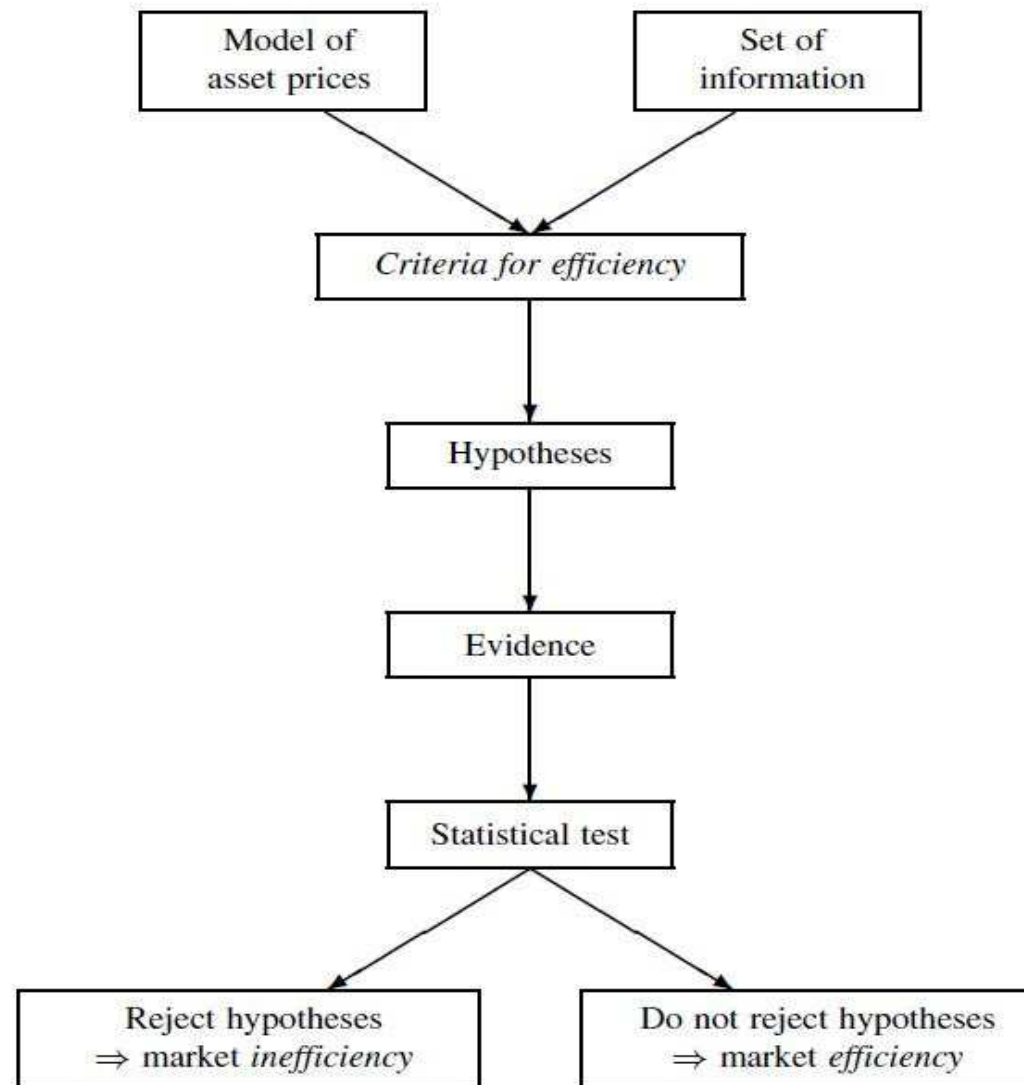 Model of
asset prices
Set of
information
Criteria for efficiency
Hypotheses
Evidence
Statistical test
Reject hypotheses
⇒ market inefficiency
Do not reject hypotheses
⇒ market efficiency